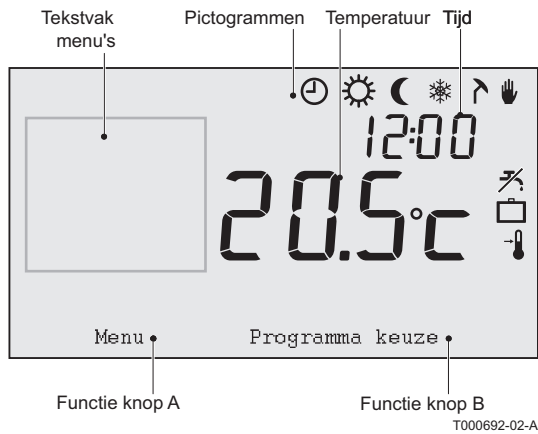 Tekstvak menu's
Pictogrammen
Temperatuur
Tijd
12:00
20.5°c
Menu
Programma keuze
Functie knop A
Functie knop B
T000692-02-A